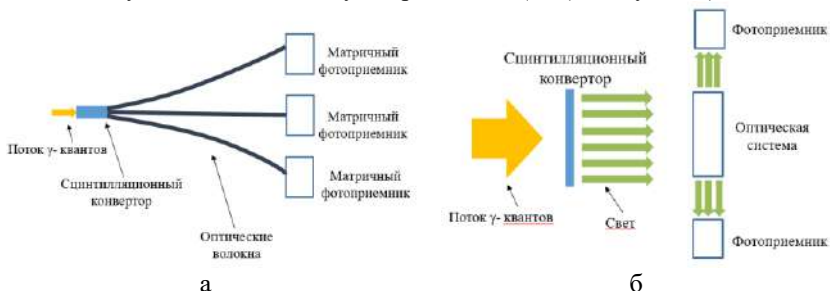 Матричный
фотоприемник
Матричный
фотоприемник
Матричный
фотоприемник
Поток γ- квантов
Сцинтилляционный
конвертор
Оптические
волокна
а
Фотоприемник
Сцинтилляционный
конвертор
Оптическая
система
Поток γ- квантов
Свет
Фотоприемник
б